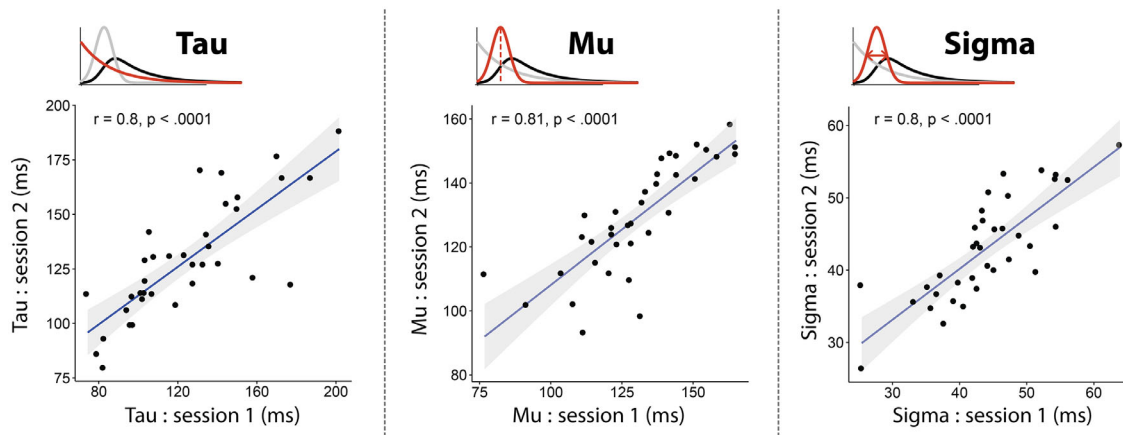 Tau
r = 0.8, p < .0001
200
175
150
125
100
75
Tau : session 2 (ms)
80
120
160
200
Tau : session 1 (ms)
Mu
r = 0.81, p < .0001
160
140
120
100
80
Mu : session 2 (ms)
75
100
125
150
Mu : session 1 (ms)
Sigma
r = 0.8, p < .0001
60
50
40
30
Sigma : session 2 (ms)
30
40
50
60
Sigma : session 1 (ms)